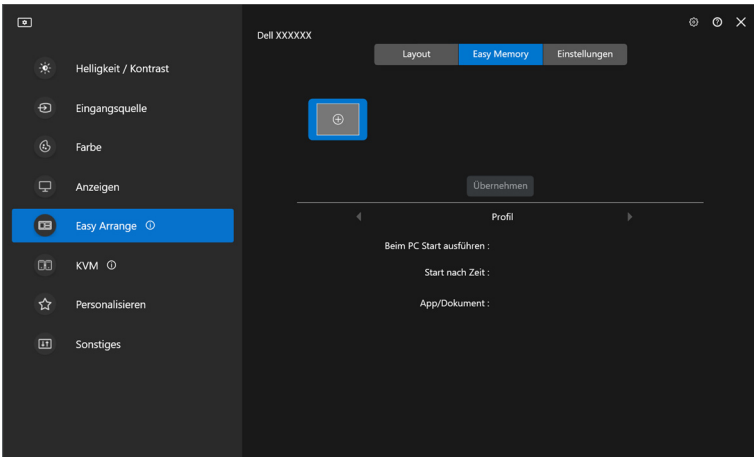 Dell XXXXXX
Layout
Easy Memory
Einstellungen
Helligkeit / Kontrast
Eingangsquelle
Farbe
Anzeigen
Easy Arrange
KVM
Personalisieren
Sonstiges
Übernehmen
Profil
Beim PC Start ausführen :
Start nach Zeit :
App/Dokument :